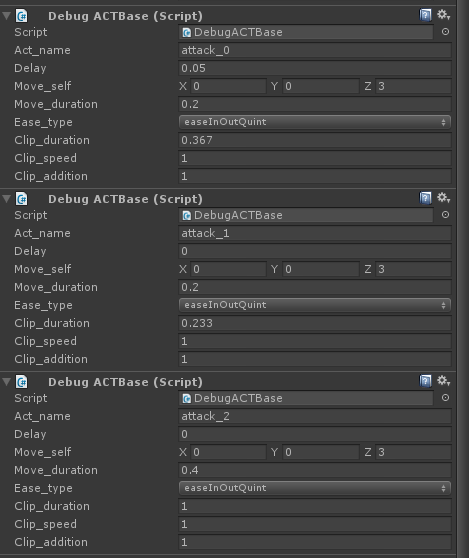 Debug ACTBase (Script)
Script DebugACTBase
Act_name attack_0
Delay 0.05
Move_self X 0 Y 0 Z 3
Move_duration 0.2
Ease_type easeInOutQuint
Clip_duration 0.367
Clip_speed 1
Clip_addition 1
Debug ACTBase (Script)
Script DebugACTBase
Act_name attack_1
Delay 0
Move_self X 0 Y 0 Z 3
Move_duration 0.2
Ease_type easeInOutQuint
Clip_duration 0.233
Clip_speed 1
Clip_addition 1
Debug ACTBase (Script)
Script DebugACTBase
Act_name attack_2
Delay 0
Move_self X 0 Y 0 Z 3
Move_duration 0.4
Ease_type easeInOutQuint
Clip_duration 1
Clip_speed 1
Clip_addition 1